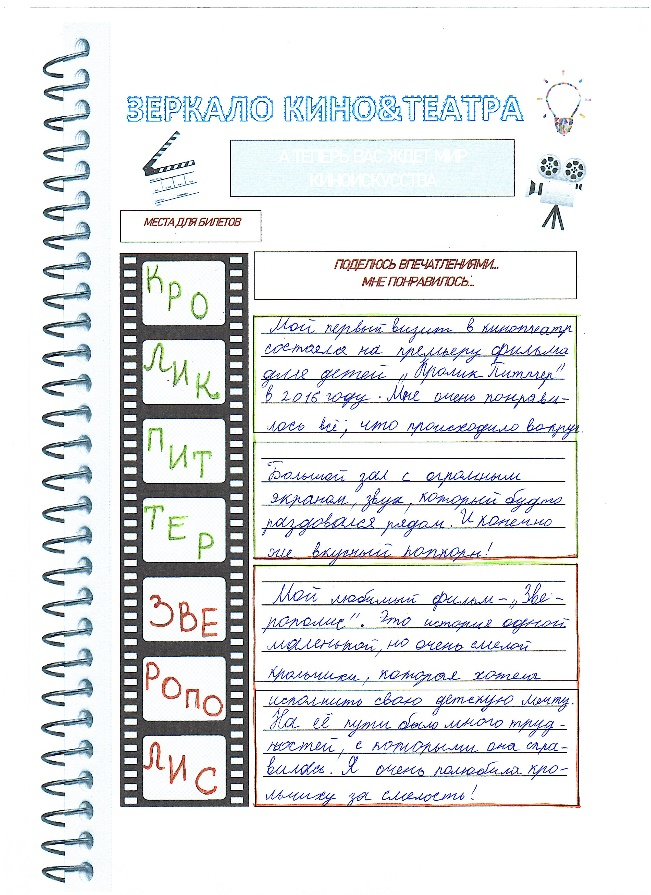 ЗЕРКАЛО КИНО&ТЕАТРА
А ТЕПЕРЬ ВАС ЖДЕТ МИР
КИНОИСКУССТВА
МЕСТА ДЛЯ БИЛЕТОВ
ПОДЕЛЮСЬ ВПЕЧАТЛЕНИЯМИ...
МНЕ ПОНРАВИЛОСЬ...
КРО
ЛИК
ПИТ
ТЕР
ЗВЕ
РОПО
ЛИС
Мой первый визит в кинотеатр
состоялся на премьеру фильма
для детей „Кролик Питтер"
в 2016 году. Мне очень понрави-
лось всё, что происходило вокруг.
Большой зал с огромным
экраном, звук, который будто
раздовался рядом. И конечно
же вкусный попкорн!
Мой любимый фильм – „Зве-
рополис". Это история одной
маленькой, но очень смелой
крольчихи, которая хотела
исполнить свою детскую мечту.
На её пути было много труд-
ностей, с которыми она спра-
вилась. Я очень полюбила кро-
льчиху за смелость!